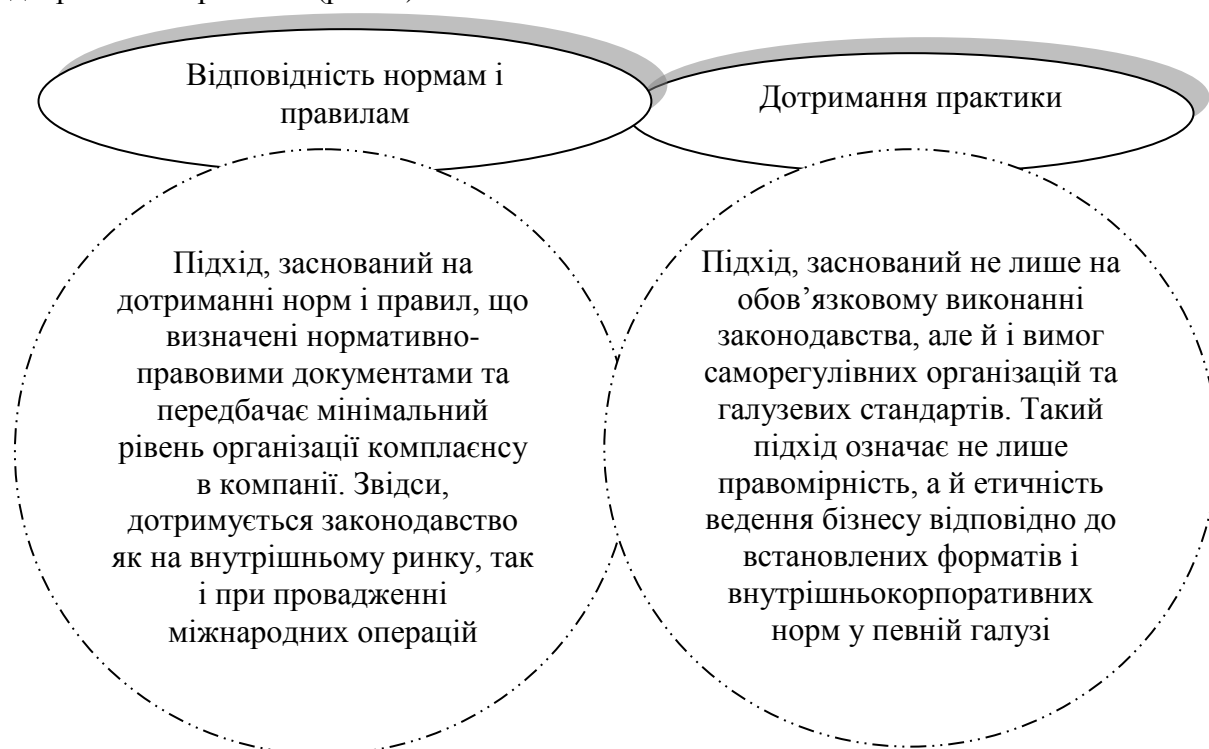 Відповідність нормам і
правилам
Дотримання практики
Підхід, заснований на
дотриманні норм і правил, що
визначені нормативно-
правовими документами та
передбачає мінімальний
рівень організації комплаєнсу
в компанії. Звідси,
дотримується законодавство
як на внутрішньому ринку, так
і при провадженні
міжнародних операцій
Підхід, заснований не лише на
обов’язковому виконанні
законодавства, але й і вимог
саморегулівних організацій та
галузевих стандартів. Такий
підхід означає не лише
правомірність, а й етичність
ведення бізнесу відповідно до
встановлених форматів і
внутрішньокорпоративних
норм у певній галузі